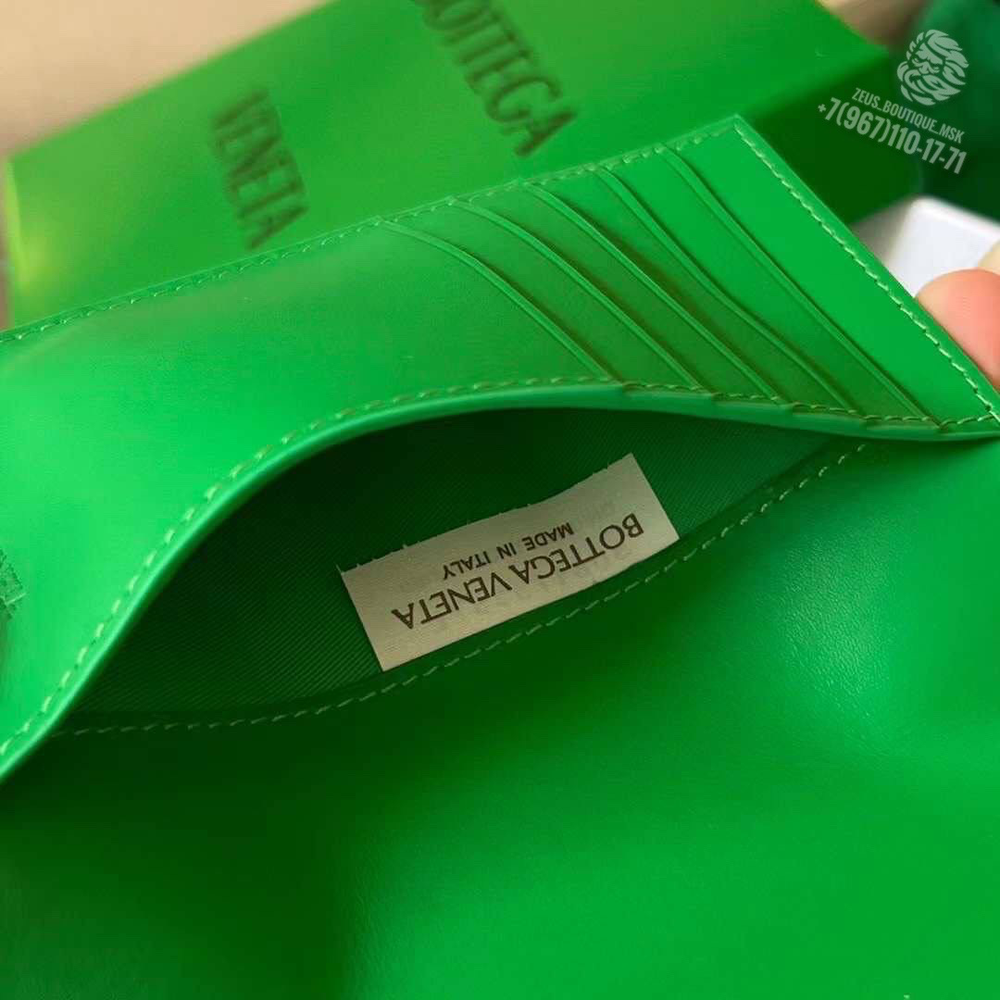 BOTTEGA
VENETA
ZEUS_BOUTIQUE_MSK
+7(967)110-17-71
BOTTEGA VENETA
MADE IN ITALY